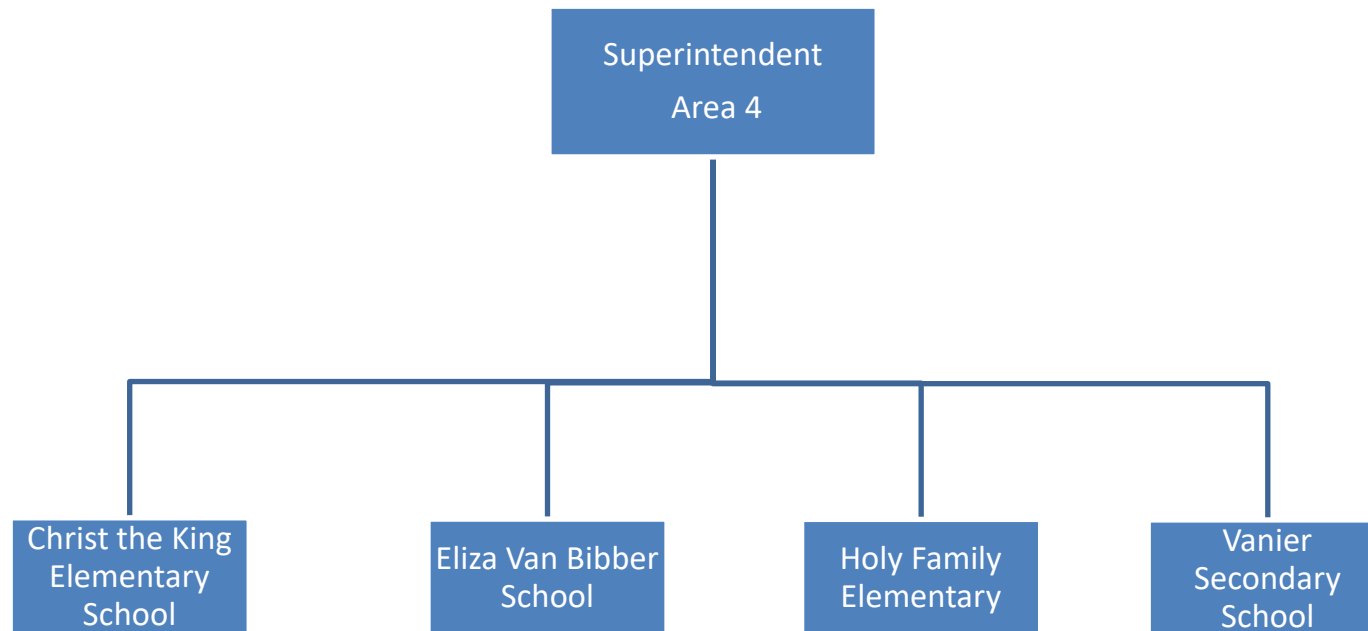 Superintendent
Area 4
Christ the King
Elementary
School
Eliza Van Bibber
School
Holy Family
Elementary
Vanier
Secondary
School